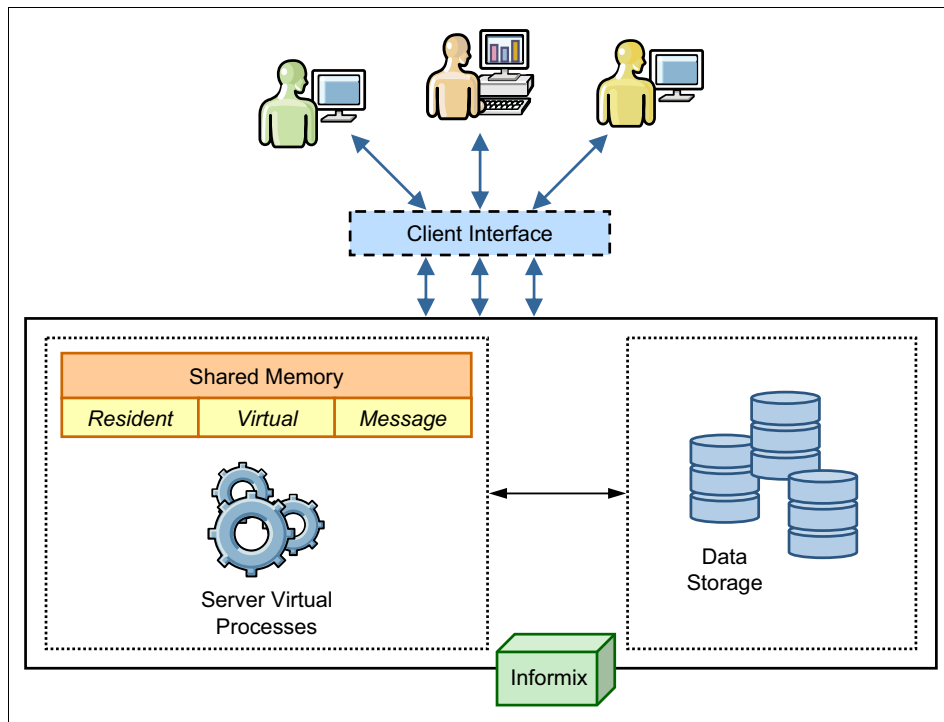 Client Interface
Shared Memory
Resident
Virtual
Message
Server Virtual
Processes
Data
Storage
Informix